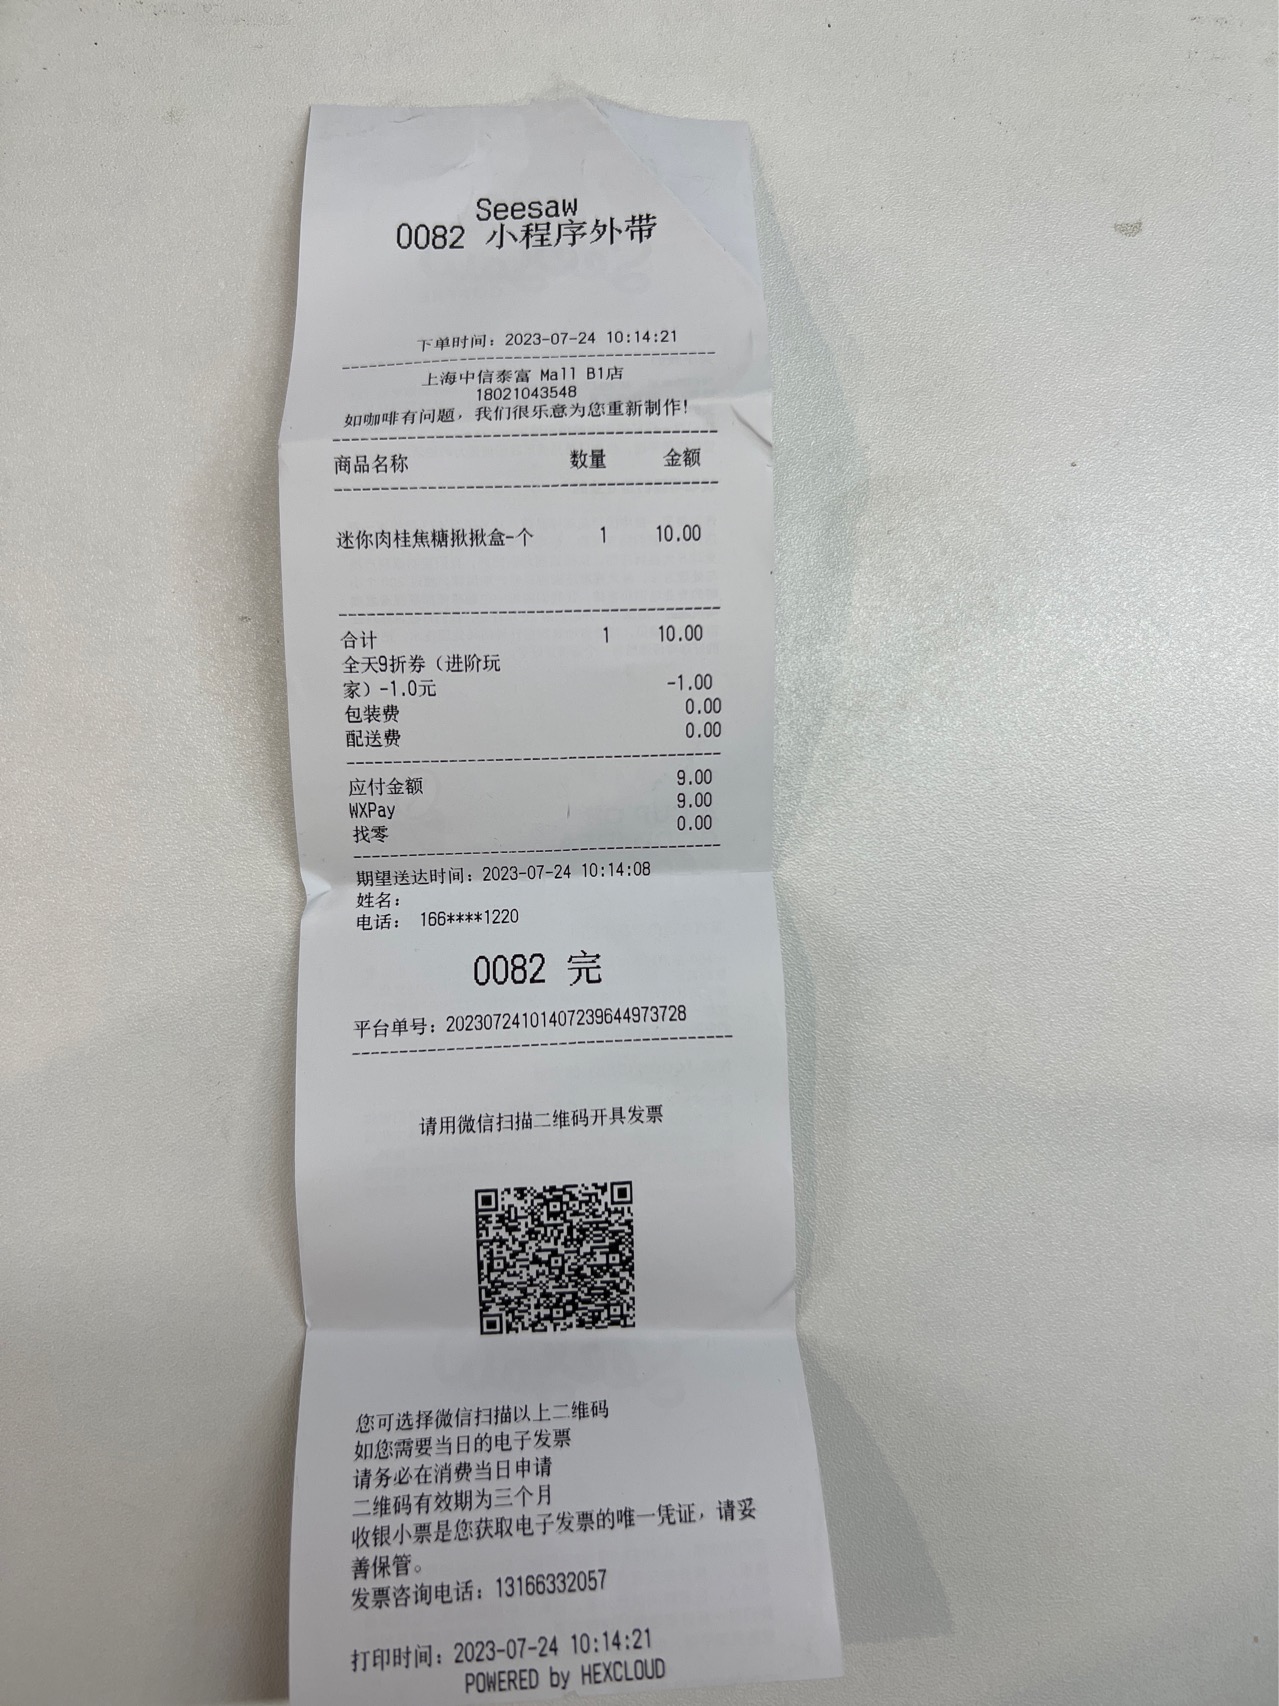 Seesaw
0082 小程序外带
下单时间：2023-07-24 10:14:21
上海中信泰富 Mall B1店
18021043548
如咖啡有问题，我们很乐意为您重新制作！
商品名称 数量 金额
迷你肉桂焦糖揪揪盒-个 1 10.00
合计 1 10.00
全天9折券（进阶玩
家）-1.0元 -1.00
包装费 0.00
配送费 0.00
应付金额 9.00
WXPay 9.00
找零 0.00
期望送达时间：2023-07-24 10:14:08
姓名：
电话： 166****1220
0082 完
平台单号：20230724101407239644973728
请用微信扫描二维码开具发票
您可选择微信扫描以上二维码
如您需要当日的电子发票
请务必在消费当日申请
二维码有效期为三个月
收银小票是您获取电子发票的唯一凭证，请妥
善保管。
发票咨询电话：13166332057
打印时间：2023-07-24 10:14:21
POWERED by HEXCLOUD